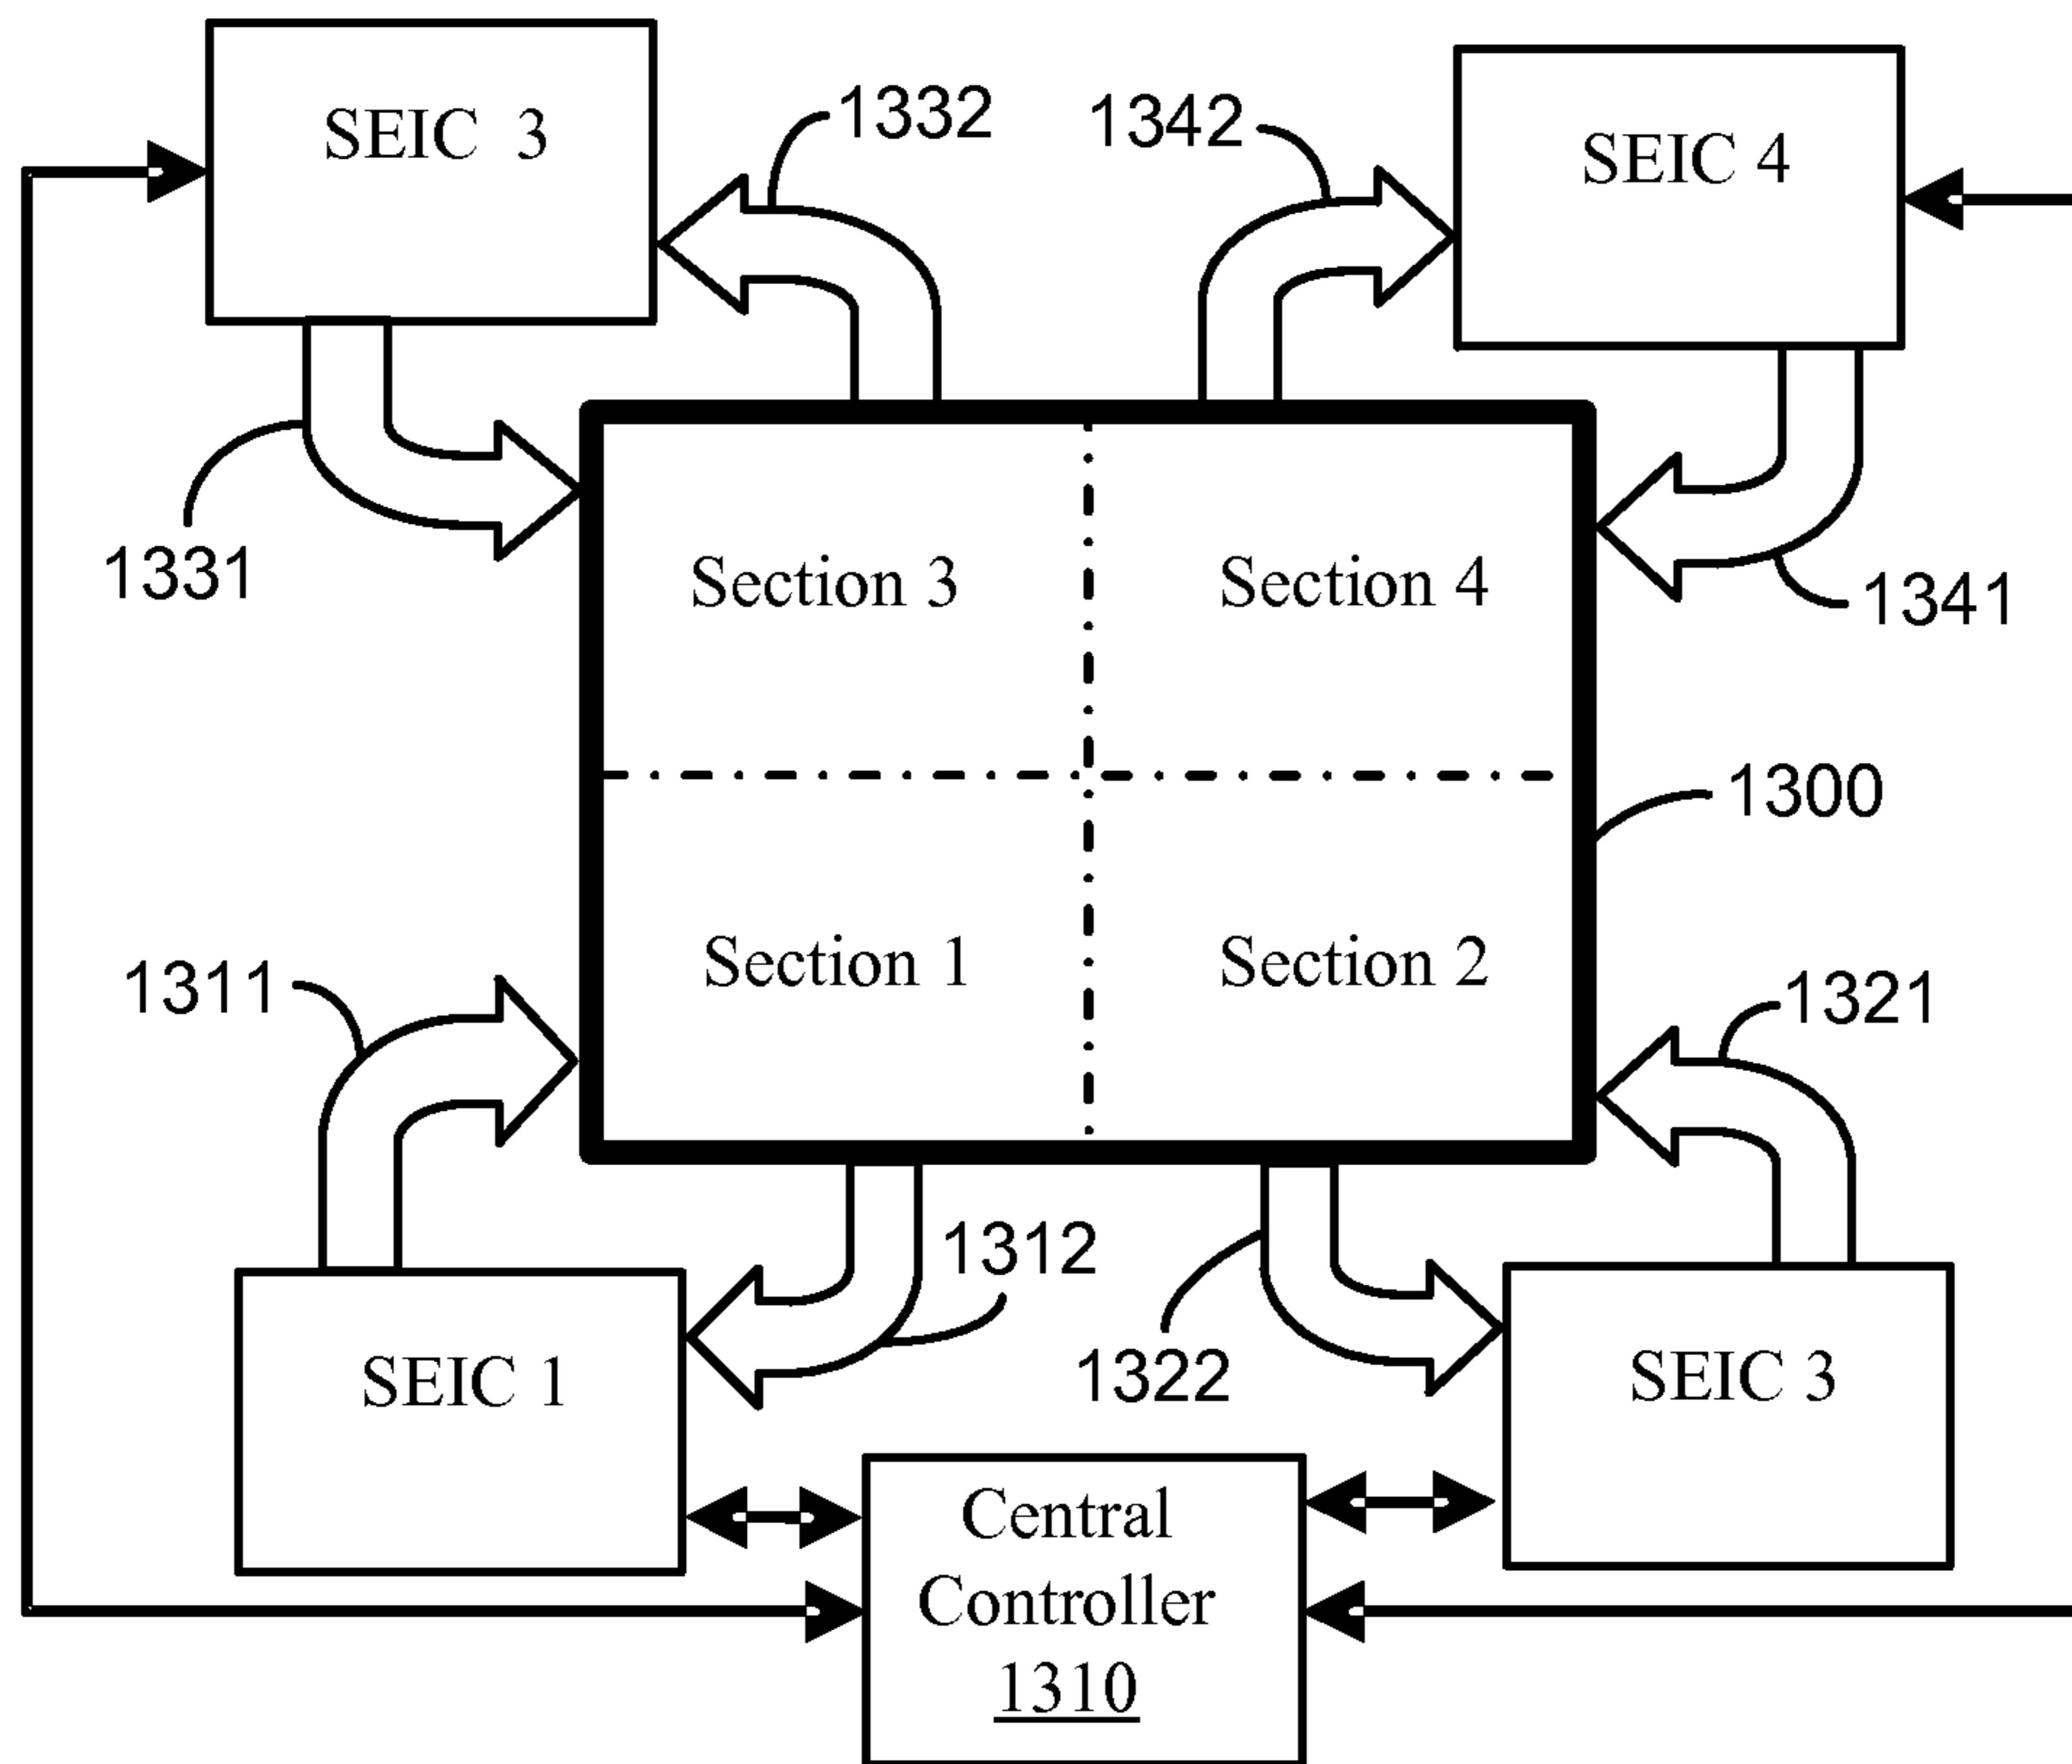 SEIC 3
1332
1342
SEIC 4
1331
Section 3
Section 4
1341
1300
1311
Section 1
Section 2
1321
1312
1322
SEIC 1
SEIC 3
Central
Controller
1310